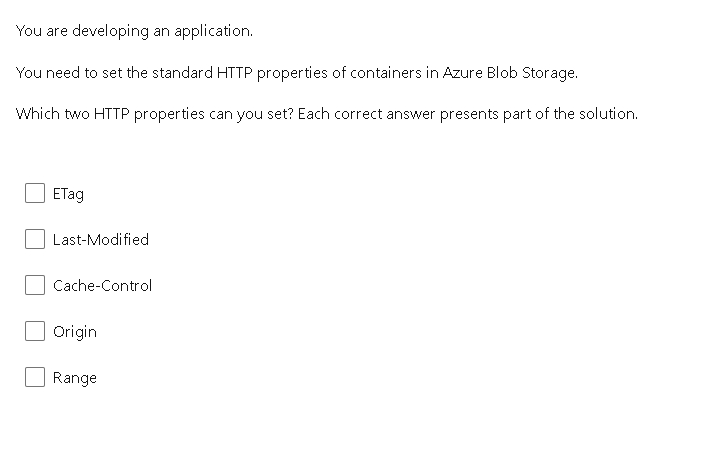 You are developing an application.
You need to set the standard HTTP properties of containers in Azure Blob Storage.
Which two HTTP properties can you set? Each correct answer presents part of the solution.
ETag
Last-Modified
Cache-Control
Origin
Range